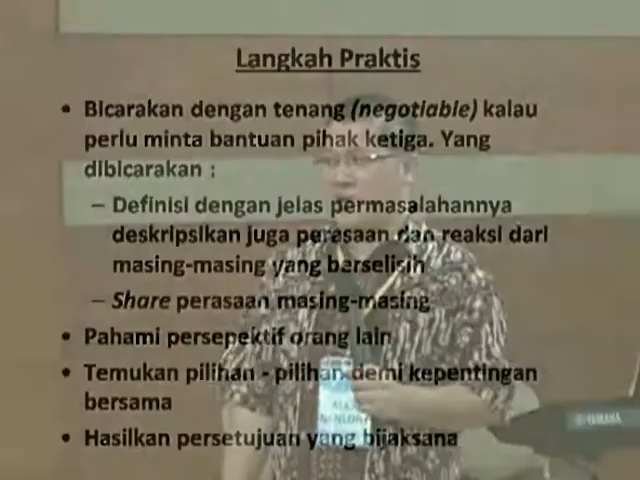 Langkah Praktis
• Bicarakan dengan tenang (negotiable) kalau
perlu minta bantuan pihak ketiga. Yang
dibicarakan :
– Definisi dengan jelas permasalahannya
deskripsikan juga perasaan dan reaksi dari
masing-masing yang berselisih
– Share perasaan masing-masing
• Pahami persepektif orang lain
• Temukan pilihan - pilihan demi kepentingan
bersama
• Hasilkan persetujuan yang bijaksana
YAMAHA